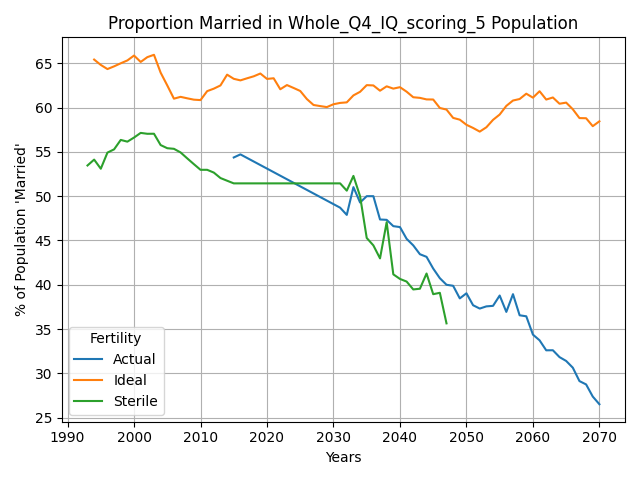 Proportion Married in Whole_Q4_IQ_scoring_5 Population
% of Population 'Married'
65
60
55
50
45
40
35
30
25
Fertility
Actual
Ideal
Sterile
1990 2000 2010 2020 2030 2040 2050 2060 2070
Years